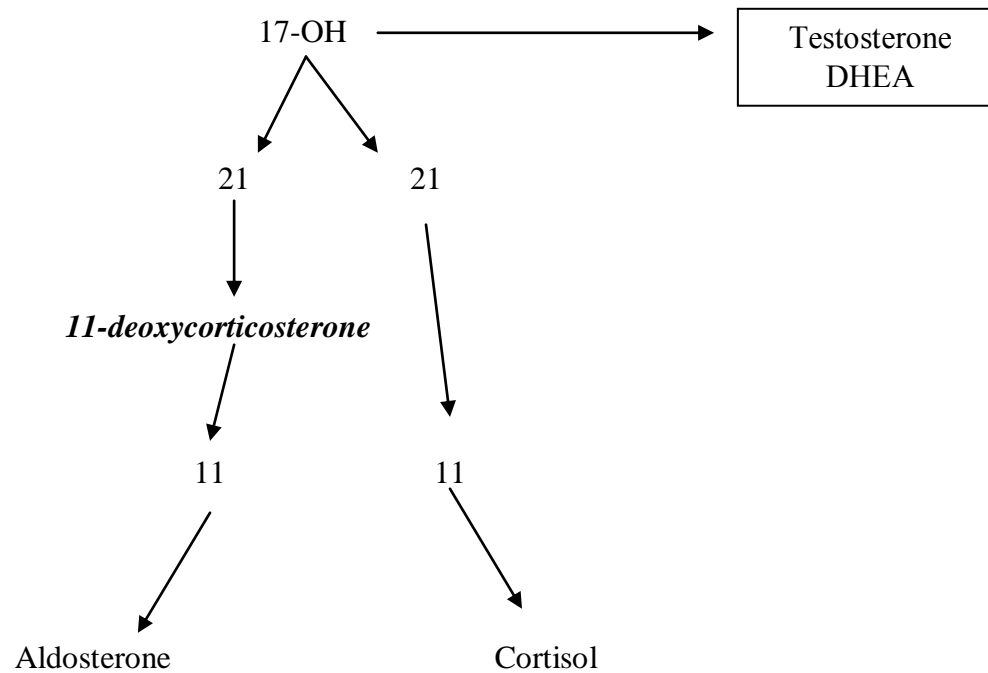 17-OH
Testosterone
DHEA
21
21
11-deoxycorticosterone
11
11
Aldosterone
Cortisol